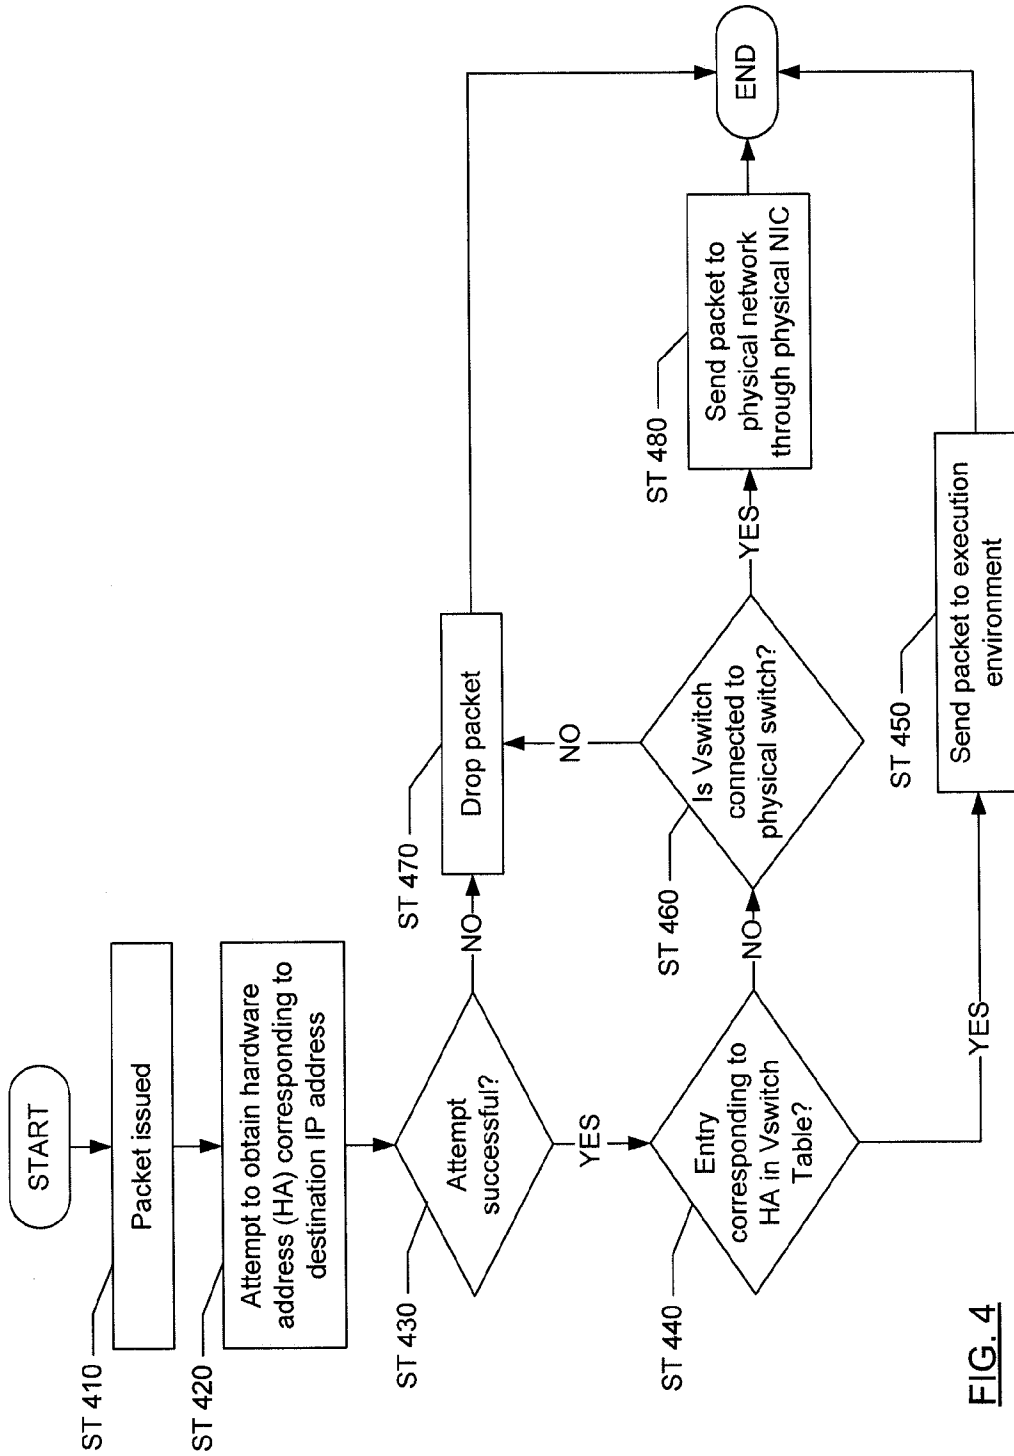 START
ST 410
Packet issued
ST 420
Attempt to obtain hardware
address (HA) corresponding to
destination IP address
ST 430
Attempt
successful?
NO
YES
ST 470
Drop packet
ST 440
Entry
corresponding to
HA in Vswitch
Table?
NO
YES
ST 460
Is Vswitch
connected to
physical switch?
NO
YES
ST 480
Send packet to
physical network
through physical NIC
ST 450
Send packet to execution
environment
END
FIG. 4